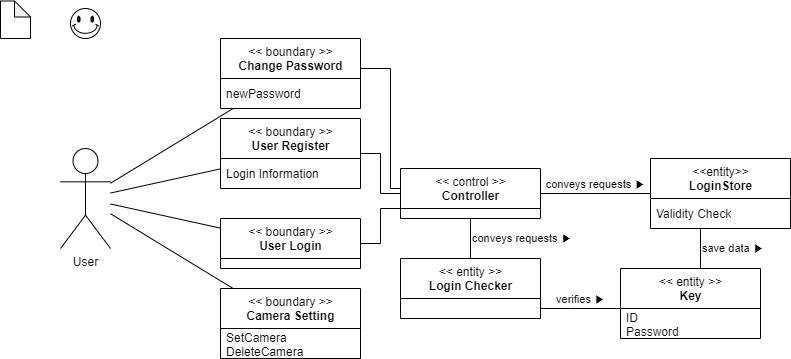 << boundary >>
Change Password
newPassword
<< boundary >>
User Register
Login Information
<< boundary >>
User Login
<< boundary >>
Camera Setting
SetCamera
DeleteCamera
User
<< control >>
Controller
conveys requests ▶
conveys requests ▶
<< entity >>
Login Checker
verifies ▶
<<entity>>
LoginStore
Validity Check
save data ▶
<< entity >>
Key
ID
Password